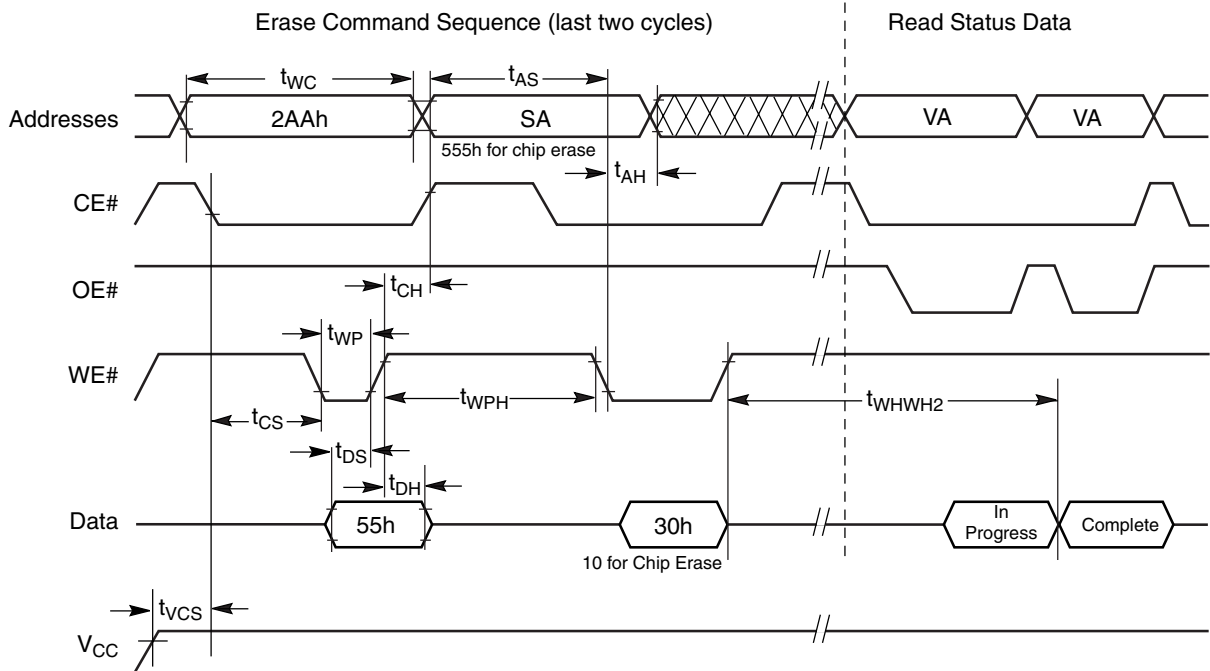 Erase Command Sequence (last two cycles)
Read Status Data
tWC
tAS
Addresses
2AAh
SA
VA
VA
555h for chip erase
tAH
CE#
OE#
tCH
tWP
WE#
tWPH
tWHWH2
tCS
tDS
tDH
Data
55h
30h
In
Progress
Complete
10 for Chip Erase
tVCS
VCC